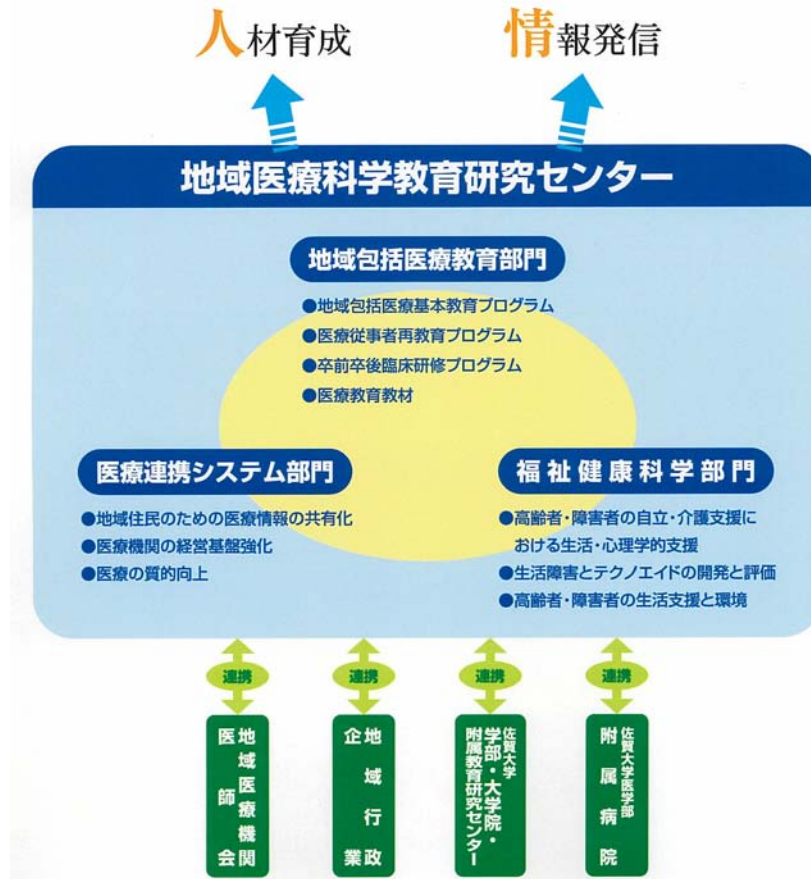 人材育成
情報発信
地域医療科学教育研究センター
地域包括医療教育部門
●地域包括医療基本教育プログラム
●医療従事者再教育プログラム
●卒前卒後臨床研修プログラム
●医療教育教材
医療連携システム部門
●地域住民のための医療情報の共有化
●医療機関の経営基盤強化
●医療の質的向上
福祉健康科学部門
●高齢者・障害者の自立・介護支援に
おける生活・心理学的支援
●生活障害とテクノエイドの開発と評価
●高齢者・障害者の生活支援と環境
連携
連携
連携
連携
地域医療機関
医師会
地域行政
企業
佐賀大学
学部・大学院・
附属教育研究センター
佐賀大学医学部
附属病院